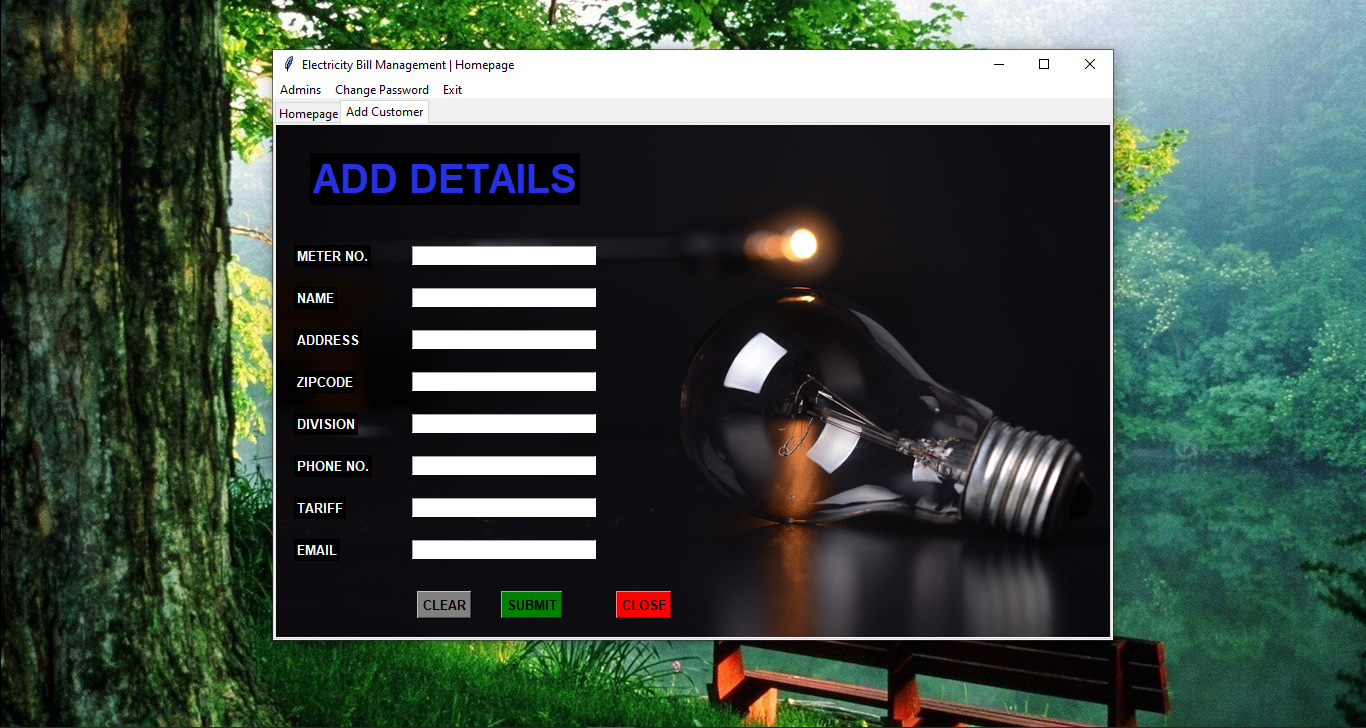 Electricity Bill Management | Homepage
Admins Change Password Exit
Homepage Add Customer
ADD DETAILS
METER NO.
NAME
ADDRESS
ZIPCODE
DIVISION
PHONE NO.
TARIFF
EMAIL
CLEAR SUBMIT CLOSE